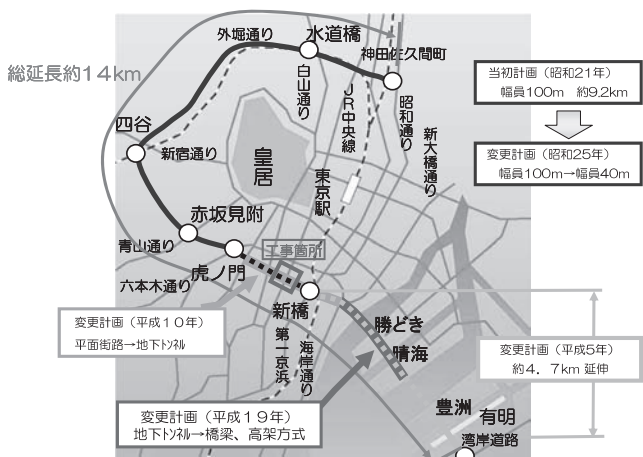 外堀通り
水道橋
神田佐久間町
総延長約14km
白山通り
JR中央線
昭和通り
新大橋通り
当初計画(昭和21年)
幅員100m 約9.2km
変更計画(昭和25年)
幅員100m→幅員40m
四谷
新宿通り
皇居
東京駅
赤坂見附
青山通り
工事箇所
虎ノ門
六本木通り
新橋
変更計画(平成10年)
平面街路→地下トンネル
第一京浜
海岸通り
勝どき
晴海
変更計画(平成5年)
約4.7km 延伸
変更計画(平成19年)
地下トンネル→橋梁、高架方式
豊洲
有明
湾岸道路